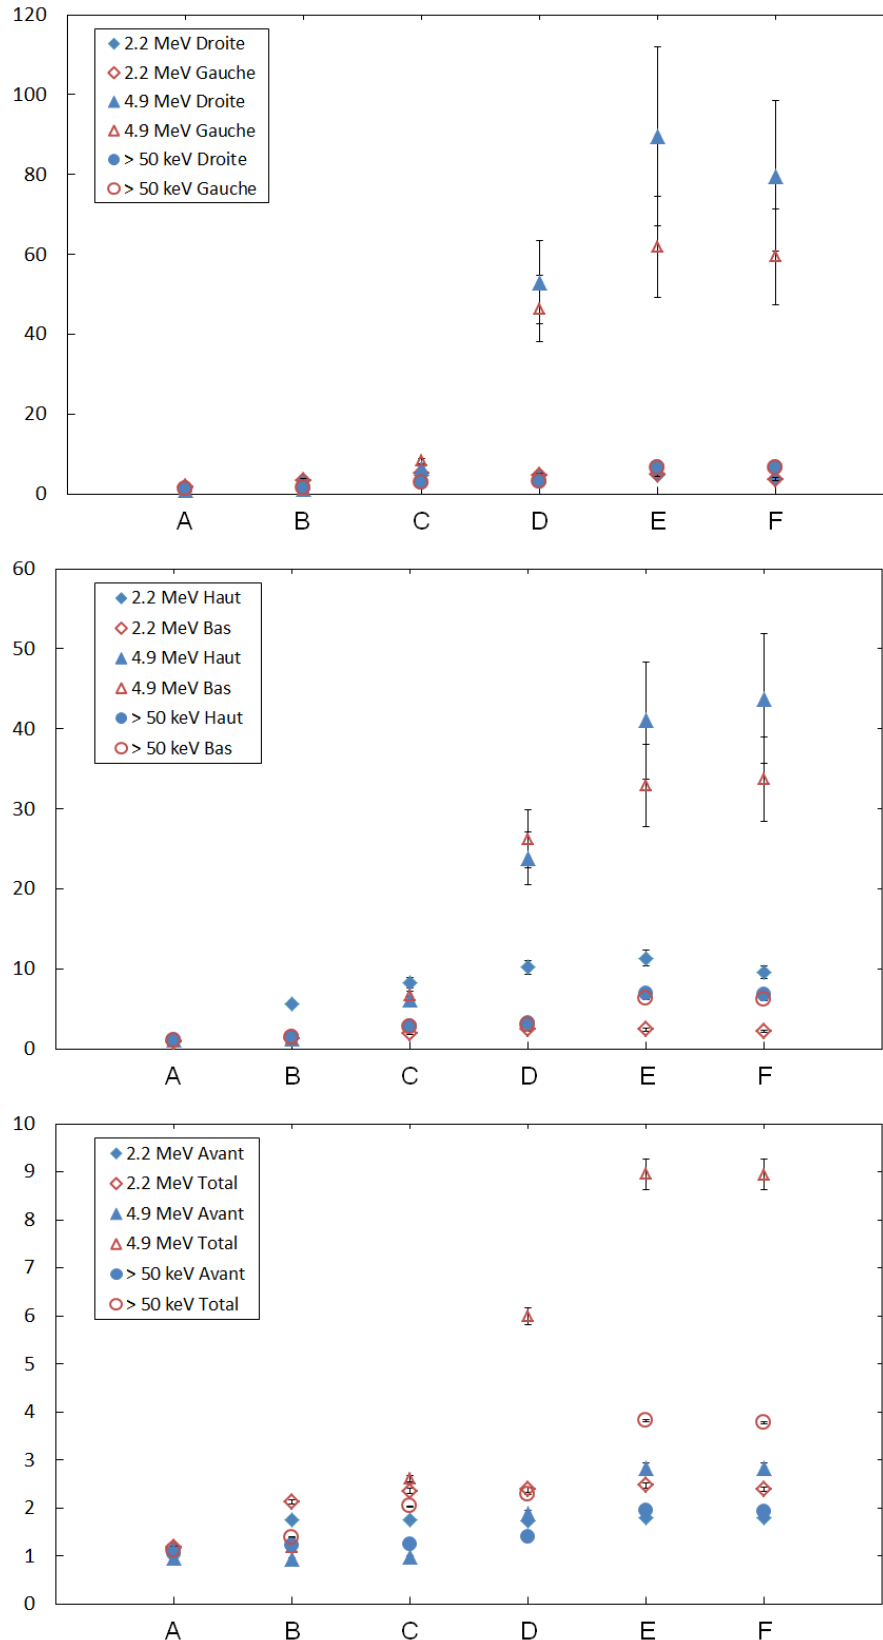 120
100
80
60
40
20
0
2.2 MeV Droite
2.2 MeV Gauche
4.9 MeV Droite
4.9 MeV Gauche
> 50 keV Droite
> 50 keV Gauche
A B C D E F
60
50
40
30
20
10
0
2.2 MeV Haut
2.2 MeV Bas
4.9 MeV Haut
4.9 MeV Bas
> 50 keV Haut
> 50 keV Bas
A B C D E F
10
9
8
7
6
5
4
3
2
1
0
2.2 MeV Avant
2.2 MeV Total
4.9 MeV Avant
4.9 MeV Total
> 50 keV Avant
> 50 keV Total
A B C D E F